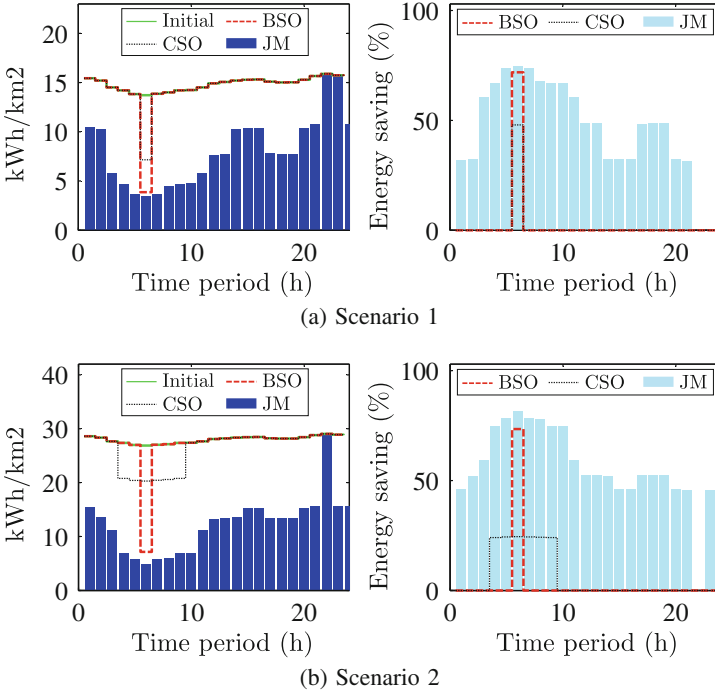 Initial BSO
CSO JM
kWh/km2
20
15
10
5
0
0 10 20
Time period (h)
BSO CSO JM
Energy saving (%)
100
50
0
0 10 20
Time period (h)
(a) Scenario 1
Initial BSO
CSO JM
kWh/km2
40
30
20
10
0
0 10 20
Time period (h)
BSO CSO JM
Energy saving (%)
100
50
0
0 10 20
Time period (h)
(b) Scenario 2